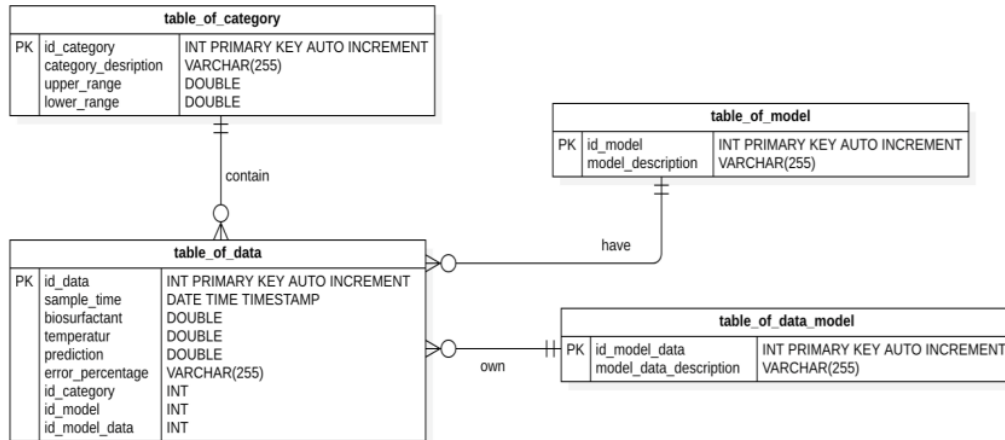 table_of_category
PK id_category INT PRIMARY KEY AUTO INCREMENT
category_desription VARCHAR(255)
upper_range DOUBLE
lower_range DOUBLE
contain
table_of_model
PK id_model INT PRIMARY KEY AUTO INCREMENT
model_description VARCHAR(255)
have
table_of_data
PK id_data INT PRIMARY KEY AUTO INCREMENT
sample_time DATE TIME TIMESTAMP
biosurfactant DOUBLE
temperatur DOUBLE
prediction DOUBLE
error_percentage VARCHAR(255)
id_category INT
id_model INT
id_model_data INT
own
table_of_data_model
PK id_model_data INT PRIMARY KEY AUTO INCREMENT
model_data_description VARCHAR(255)